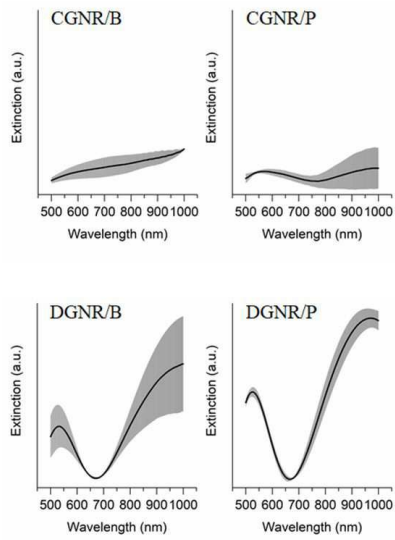 CGNR/B
CGNR/P
Extinction (a.u.)
Extinction (a.u.)
500 600 700 800 900 1000
500 600 700 800 900 1000
Wavelength (nm)
Wavelength (nm)
DGNR/B
DGNR/P
Extinction (a.u.)
Extinction (a.u.)
500 600 700 800 900 1000
500 600 700 800 900 1000
Wavelength (nm)
Wavelength (nm)